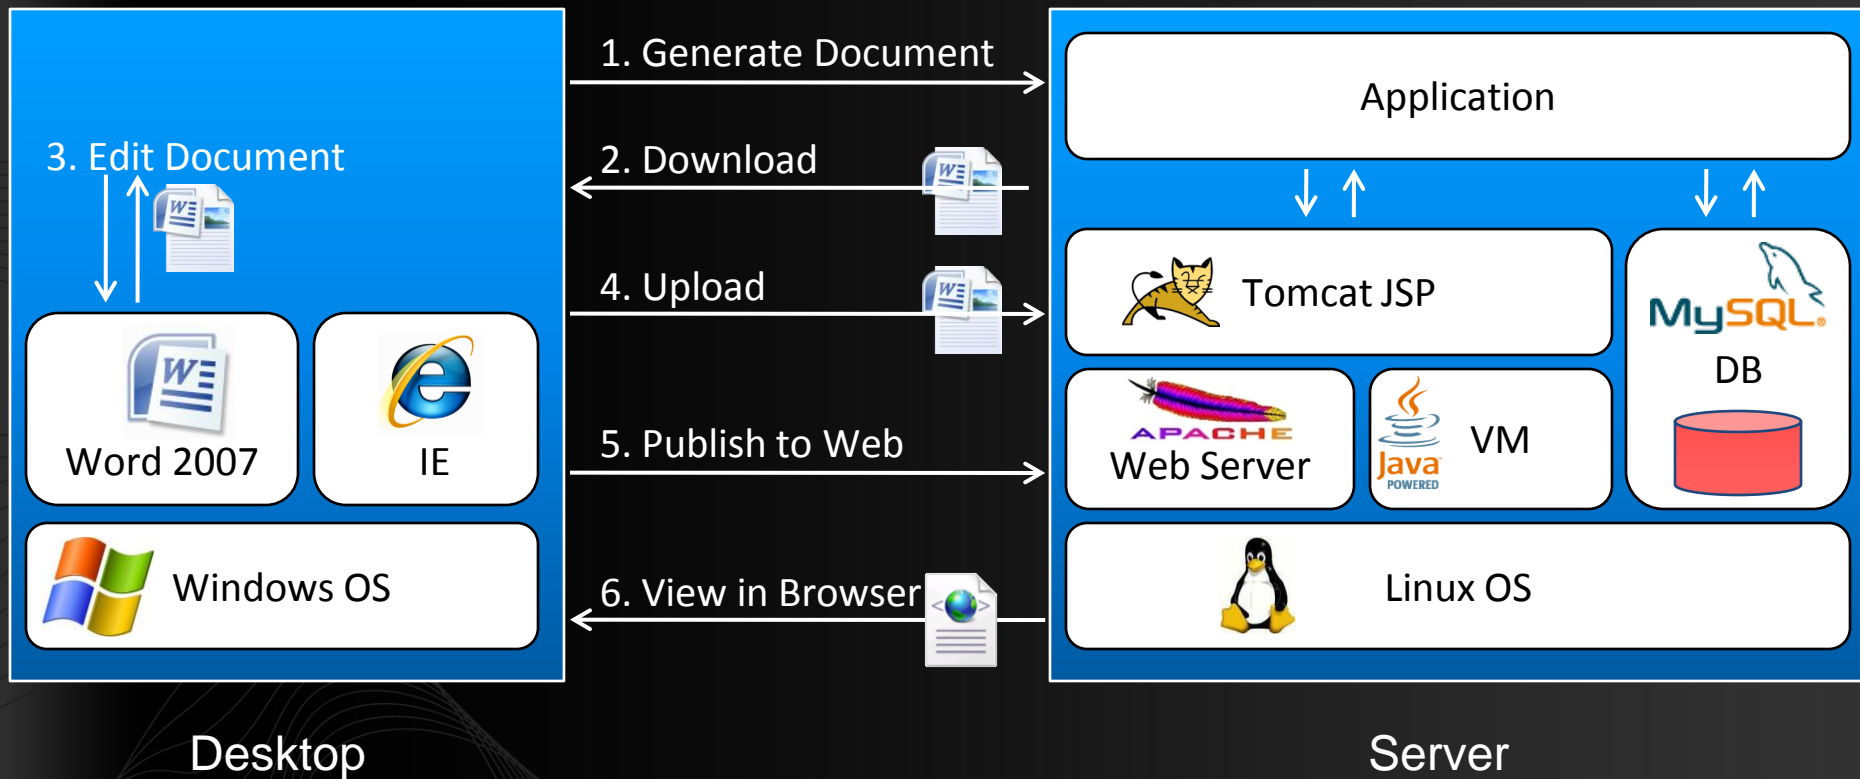 1. Generate Document
Application
3. Edit Document
2. Download
W
W
4. Upload
W
Tomcat JSP
MySQL®
DB
W
Word 2007
IE
5. Publish to Web
APACHE
Web Server
Java
POWERED
VM
Windows OS
6. View in Browser
< >
Linux OS
Desktop
Server